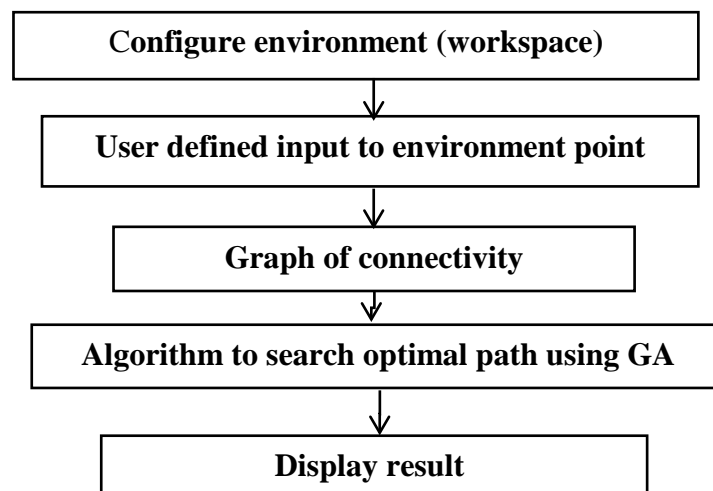 Configure environment (workspace)
User defined input to environment point
Graph of connectivity
Algorithm to search optimal path using GA
Display result